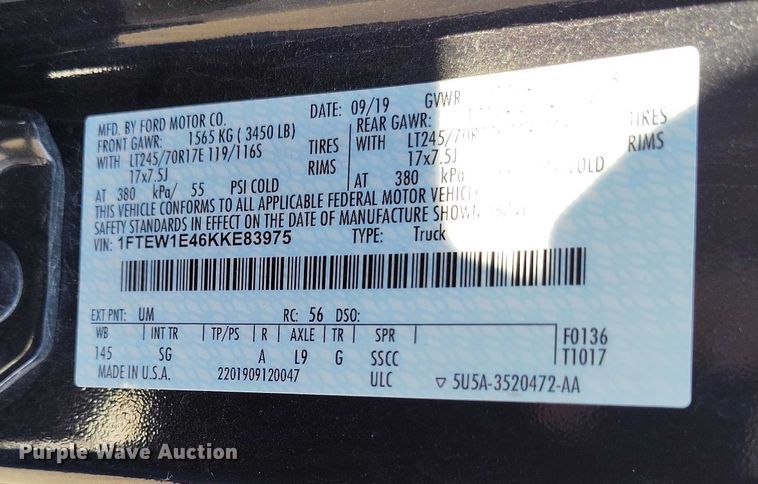 MFD. BY FORD MOTOR CO.
DATE: 09/19 GVWR
FRONT GAWR: 1565 KG ( 3450 LB)
REAR GAWR:
WITH LT245/70R17E 119/116S TIRES
WITH LT245/70R TIRES
17x7.5J RIMS
17x7.5J RIMS
AT 380 kPa/ 55 PSI COLD
AT 380 kPa COLD
THIS VEHICLE CONFORMS TO ALL APPLICABLE FEDERAL MOTOR VEHICLE
SAFETY STANDARDS IN EFFECT ON THE DATE OF MANUFACTURE SHOWN
VIN: 1FTEW1E46KKE83975 TYPE: Truck
EXT PNT: UM RC: 56 DSO:
WB INT TR TP/PS R AXLE TR SPR F0136
145 SG A L9 G SSCC T1017
MADE IN U.S.A. 2201909120047 ULC ▽ 5U5A-3520472-AA
Purple Wave Auction®